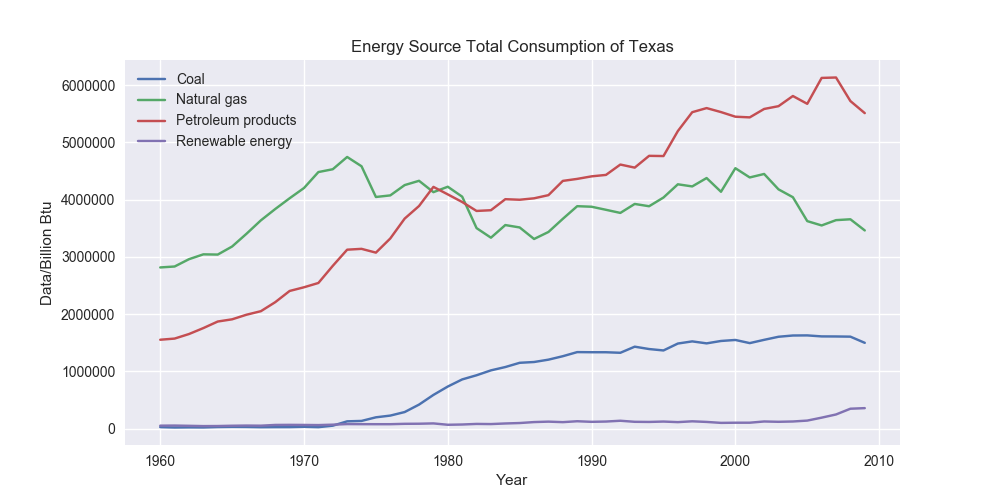 Energy Source Total Consumption of Texas
Coal
Natural gas
Petroleum products
Renewable energy
6000000
5000000
4000000
3000000
2000000
1000000
0
Data/Billion Btu
1960 1970 1980 1990 2000 2010
Year